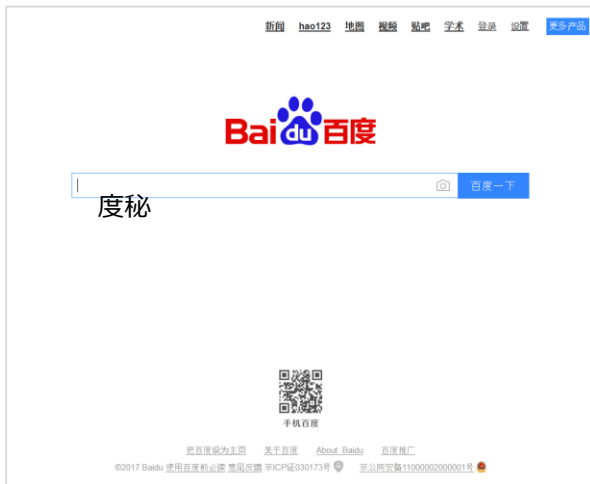 新闻 hao123 地图 视频 贴吧 学术 登录 设置 更多产品
Bai du 百度
百度一下
度秘
手机百度
把百度设为主页 关于百度 About Baidu 百度推广
©2017 Baidu 使用百度前必读 意见反馈 京ICP证030173号 京公网安备11000002000001号